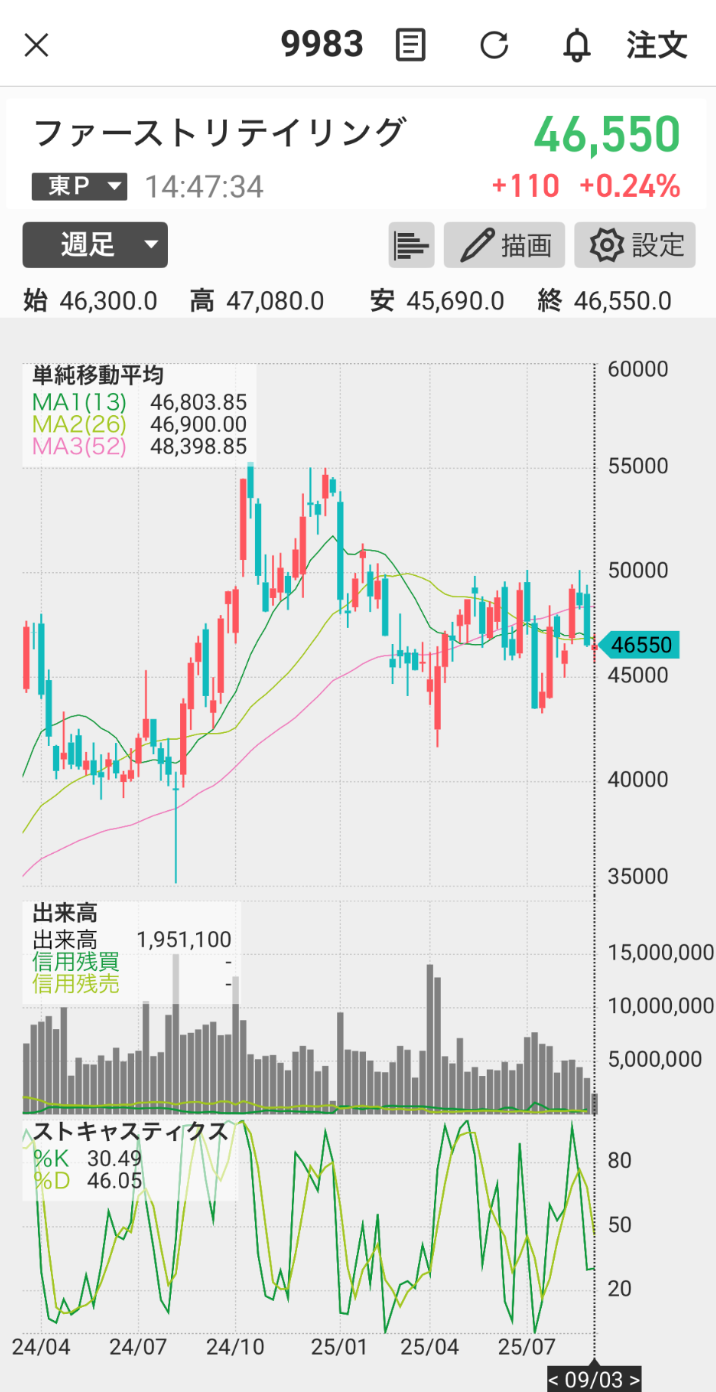 9983 注文
ファーストリテイリング 46,550
東P 14:47:34 +110 +0.24%
週足 描画 設定
始 46,300.0 高 47,080.0 安 45,690.0 終 46,550.0
60000
単純移動平均
MA1(13) 46,803.85
MA2(26) 46,900.00
MA3(52) 48,398.85
55000
50000
46550
45000
40000
35000
出来高
出来高 1,951,100
信用残買 -
信用残売 -
15,000,000
10,000,000
5,000,000
ストキャスティクス
%K 30.49
%D 46.05
80
50
20
24/04 24/07 24/10 25/01 25/04 25/07
< 09/03 >